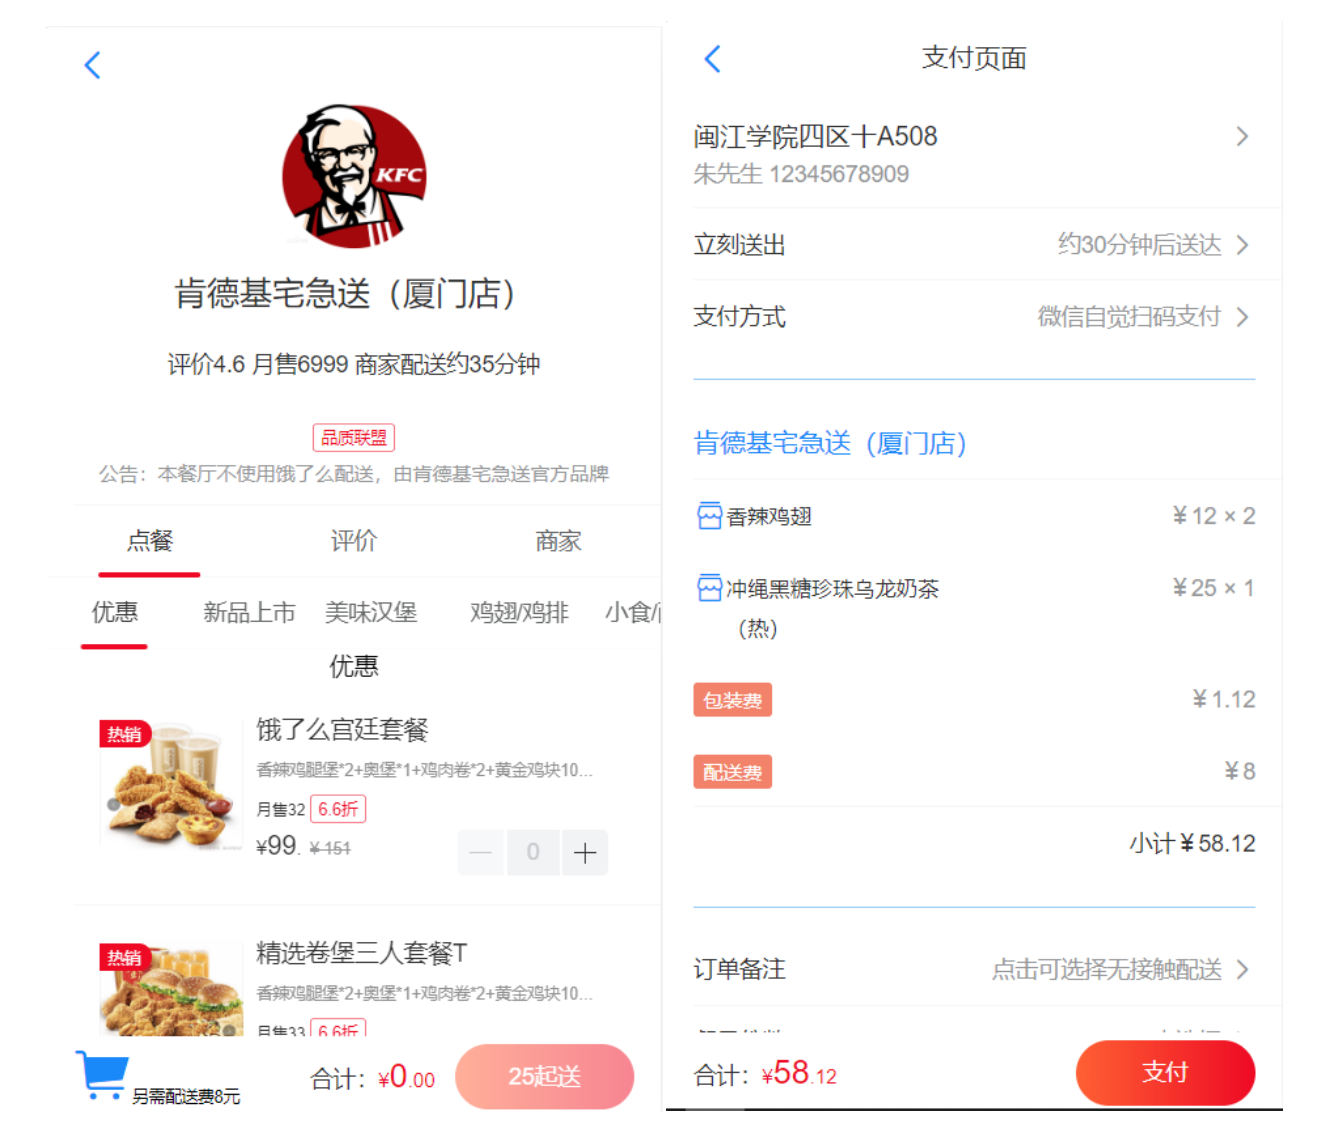 KFC
肯德基宅急送（厦门店）
评价4.6 月售6999 商家配送约35分钟
品质联盟
公告：本餐厅不使用饿了么配送，由肯德基宅急送官方品牌
点餐 评价 商家
优惠 新品上市 美味汉堡 鸡翅/鸡排 小食/
优惠
热销
饿了么宫廷套餐
香辣鸡腿堡*2+奥堡*1+鸡肉卷*2+黄金鸡块10...
月售32 6.6折
¥99. ¥151
— 0 +
热销
精选卷堡三人套餐T
香辣鸡腿堡*2+奥堡*1+鸡肉卷*2+黄金鸡块10...
月售33 6.6折
另需配送费8元
合计：¥0.00
25起送
支付页面
闽江学院四区十A508
朱先生 12345678909
立刻送出 约30分钟后送达
支付方式 微信自觉扫码支付
肯德基宅急送（厦门店）
香辣鸡翅 ¥12 × 2
冲绳黑糖珍珠乌龙奶茶 ¥25 × 1
（热）
包装费 ¥1.12
配送费 ¥8
小计¥58.12
订单备注 点击可选择无接触配送
合计：¥58.12
支付